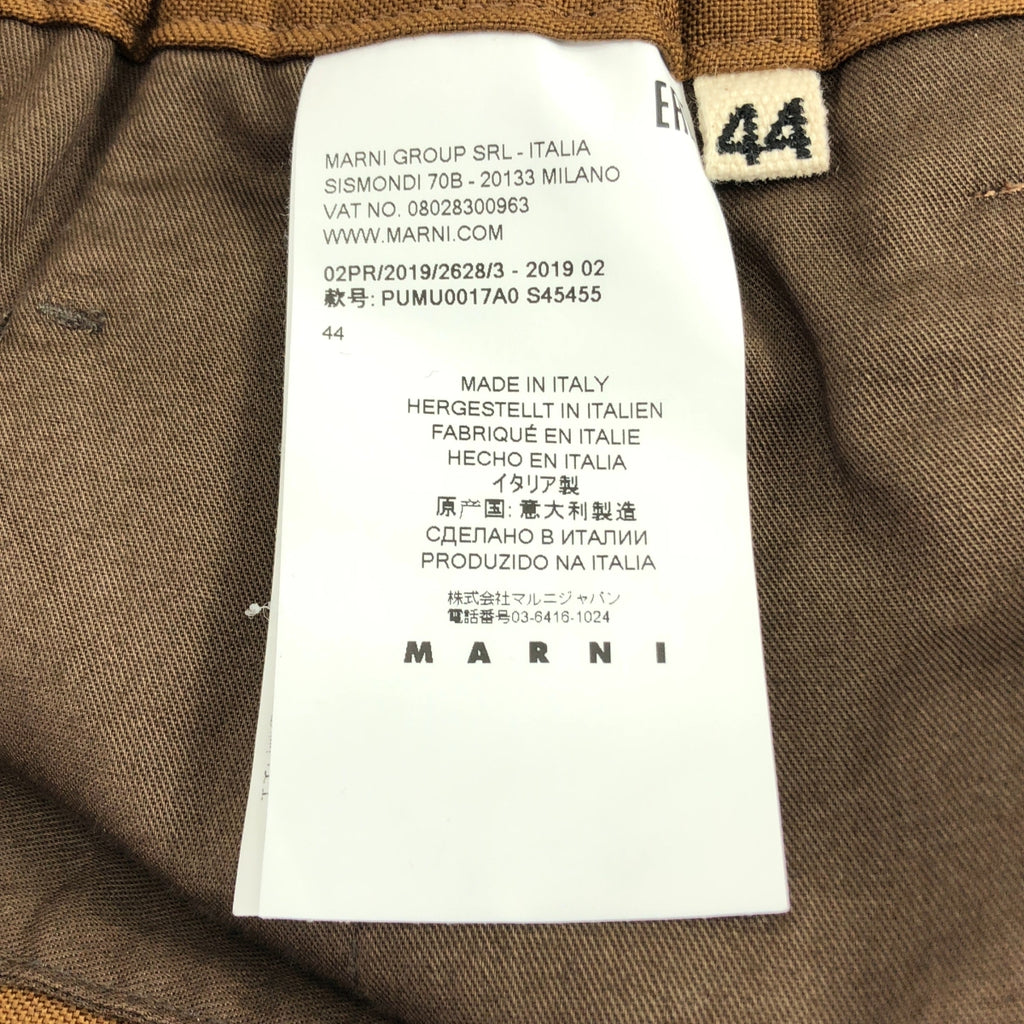 44
MARNI GROUP SRL - ITALIA
SISMONDI 70B - 20133 MILANO
VAT NO. 08028300963
WWW.MARNI.COM
02PR/2019/2628/3 - 2019 02
款号: PUMU0017A0 S45455
44
MADE IN ITALY
HERGESTELLT IN ITALIEN
FABRIQUÉ EN ITALIE
HECHO EN ITALIA
イタリア製
原产国: 意大利製造
СДЕЛАНО В ИТАЛИИ
PRODUZIDO NA ITALIA
株式会社マルニジャパン
電話番号03-6416-1024
MARNI